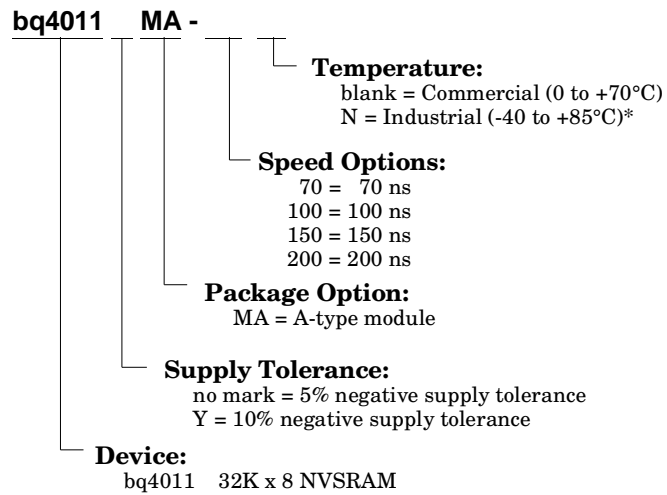 bq4011 MA -
Temperature:
blank = Commercial (0 to +70°C)
N = Industrial (-40 to +85°C)*
Speed Options:
70 = 70 ns
100 = 100 ns
150 = 150 ns
200 = 200 ns
Package Option:
MA = A-type module
Supply Tolerance:
no mark = 5% negative supply tolerance
Y = 10% negative supply tolerance
Device:
bq4011 32K x 8 NVSRAM